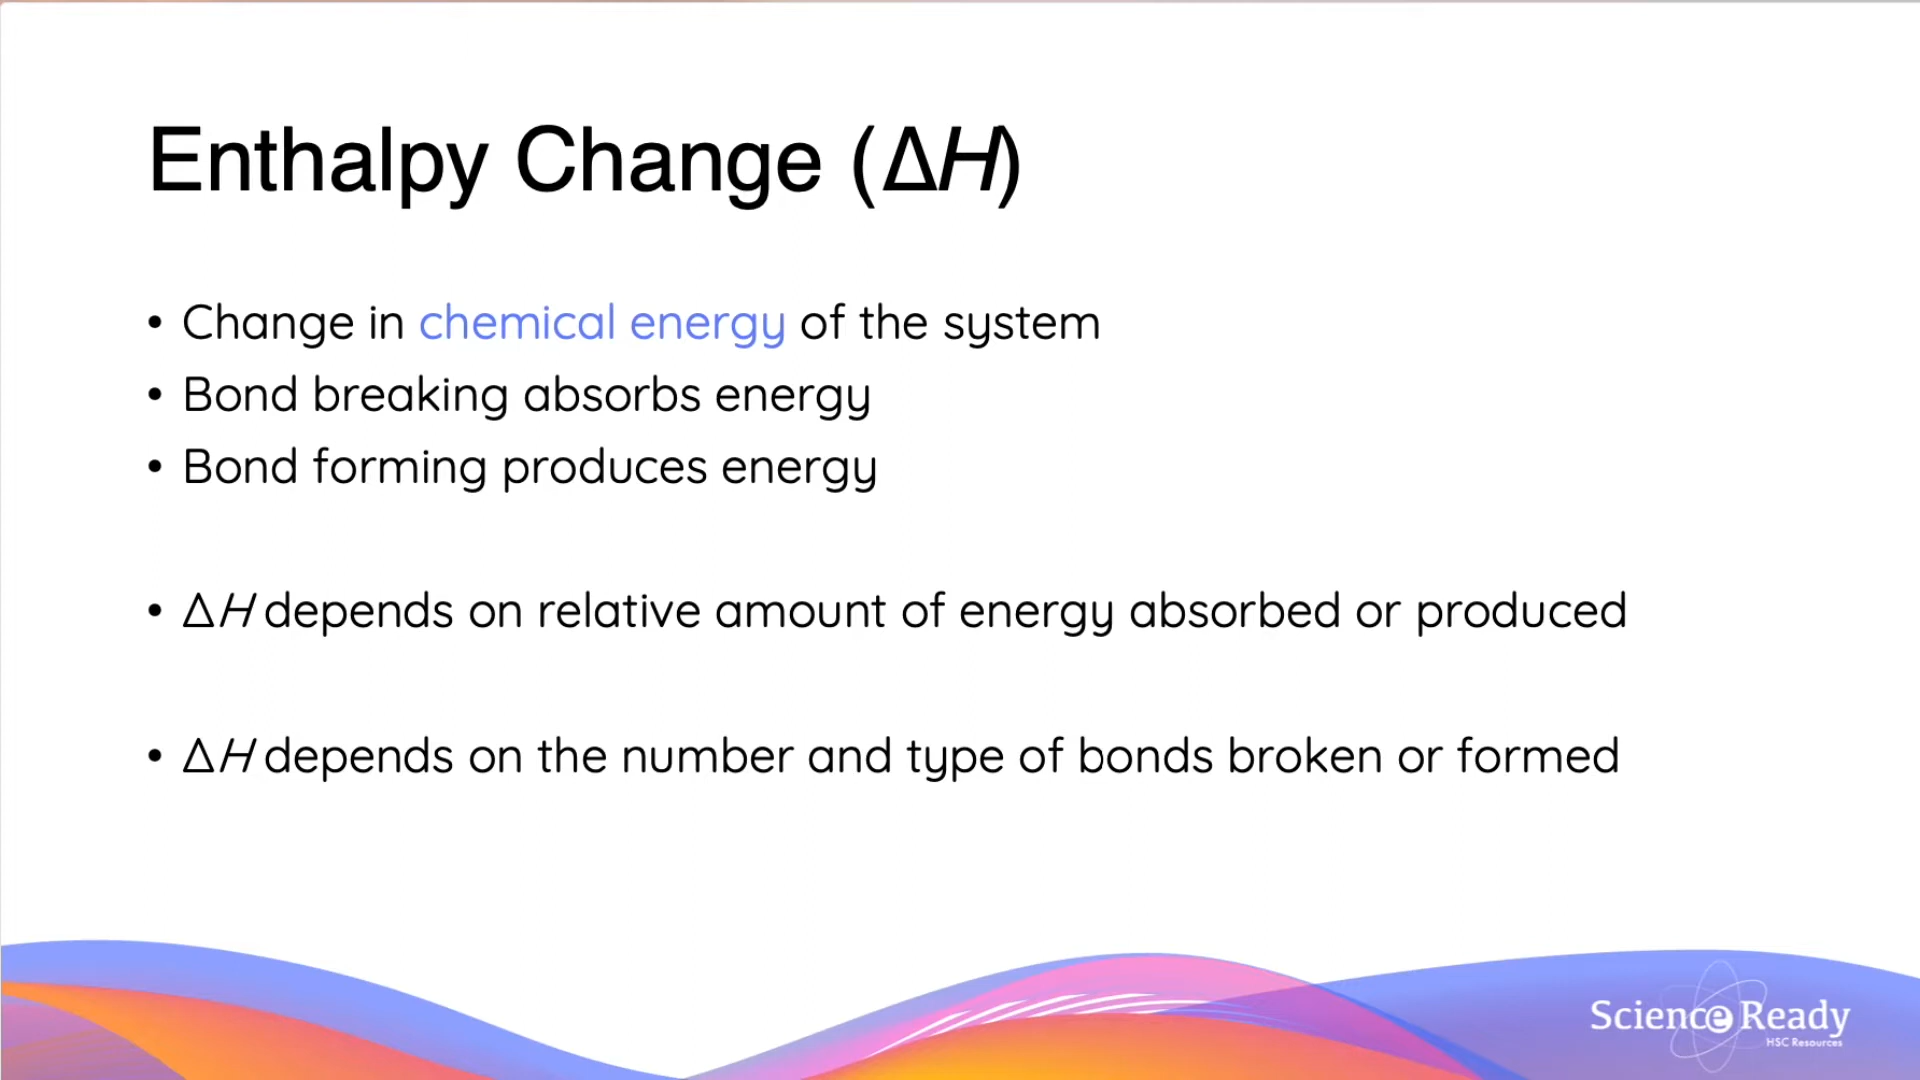 Enthalpy Change (ΔH)
• Change in chemical energy of the system
• Bond breaking absorbs energy
• Bond forming produces energy
• ΔH depends on relative amount of energy absorbed or produced
• ΔH depends on the number and type of bonds broken or formed
Science Ready
HSC Resources